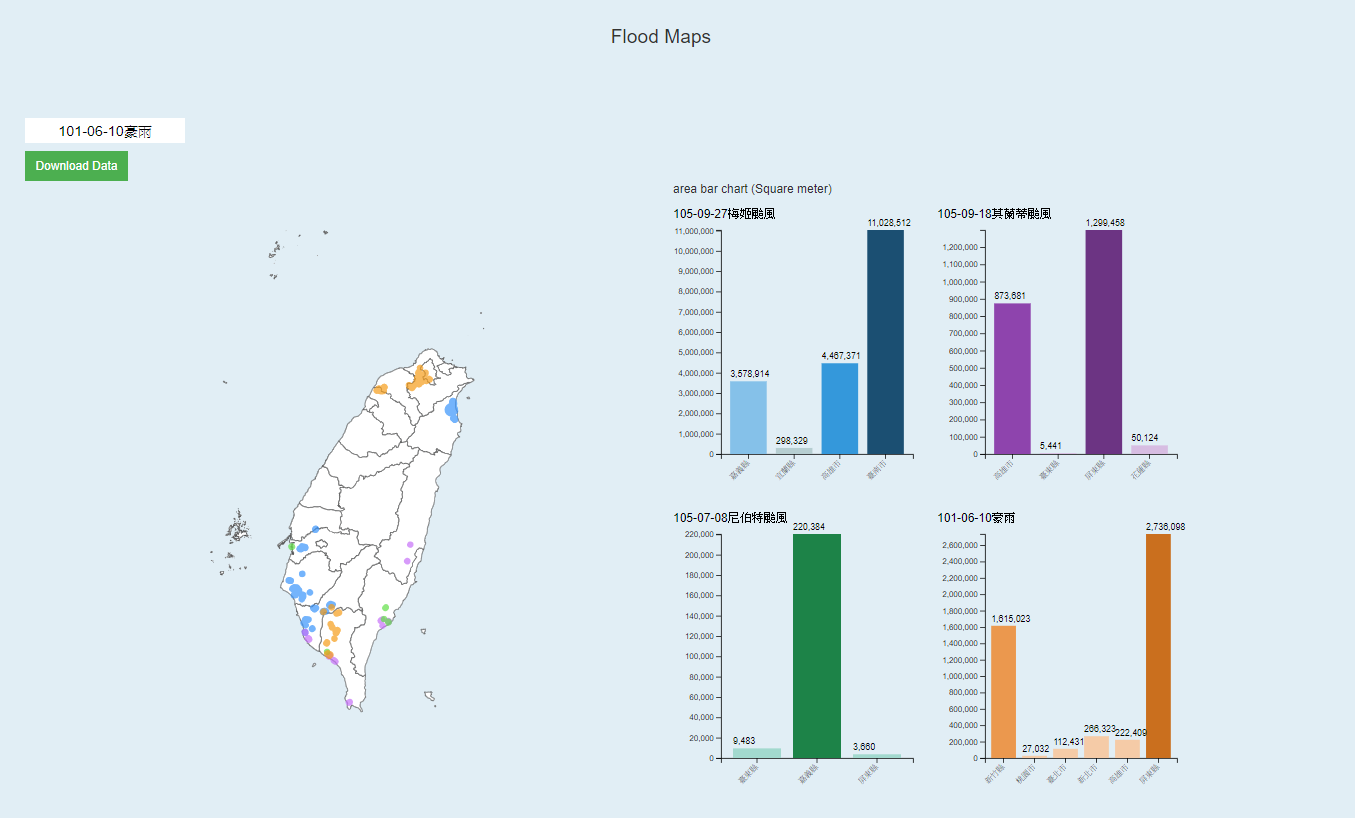 Flood Maps
101-06-10豪雨
Download Data
area bar chart (Square meter)
105-09-27梅姬颱風
11,028,512
11,000,000
10,000,000
9,000,000
8,000,000
7,000,000
6,000,000
5,000,000
4,000,000
3,000,000
2,000,000
1,000,000
0
3,578,914
298,329
4,467,371
嘉義縣
宜蘭縣
高雄市
臺南市
105-09-18莫蘭蒂颱風
1,299,458
1,200,000
1,100,000
1,000,000
900,000
800,000
700,000
600,000
500,000
400,000
300,000
200,000
100,000
0
873,681
5,441
50,124
高雄市
臺東縣
屏東縣
花蓮縣
105-07-08尼伯特颱風
220,384
220,000
200,000
180,000
160,000
140,000
120,000
100,000
80,000
60,000
40,000
20,000
0
9,483
3,660
臺東縣
嘉義縣
屏東縣
101-06-10豪雨
2,736,098
2,600,000
2,400,000
2,200,000
2,000,000
1,800,000
1,600,000
1,400,000
1,200,000
1,000,000
800,000
600,000
400,000
200,000
0
1,615,023
27,032
112,431
266,323
222,409
新竹縣
桃園市
臺北市
新北市
高雄市
屏東縣